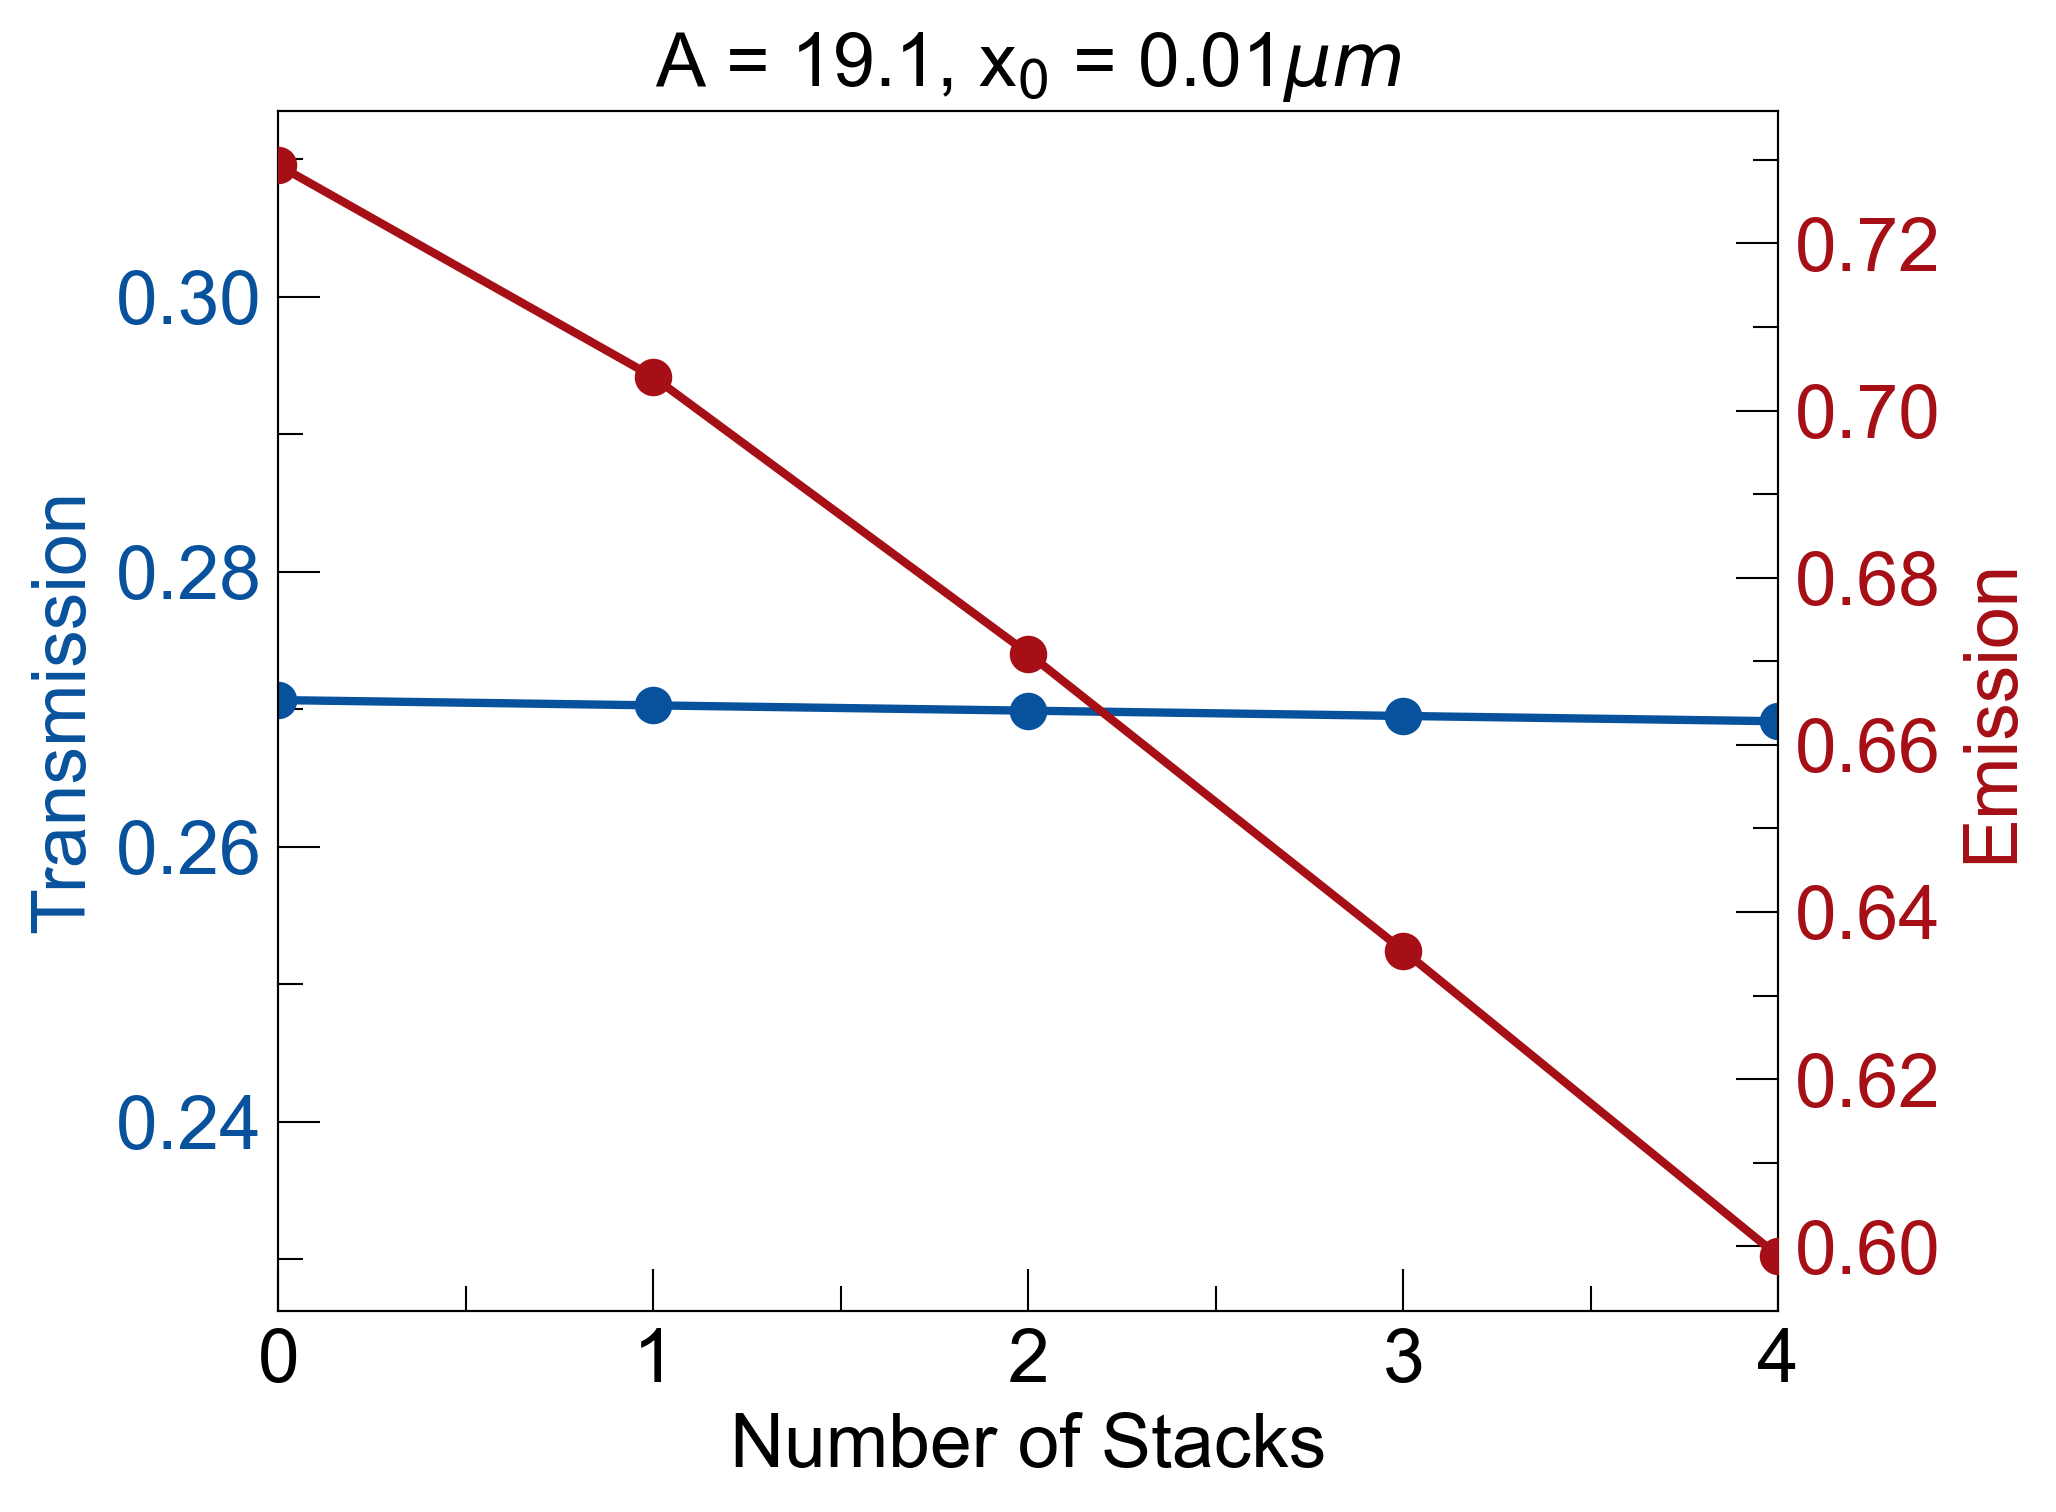 A = 19.1, x₀ = 0.01μm
Transmission
0.30
0.28
0.26
0.24
0.72
0.70
0.68
0.66
0.64
0.62
0.60
Emission
0 1 2 3 4
Number of Stacks